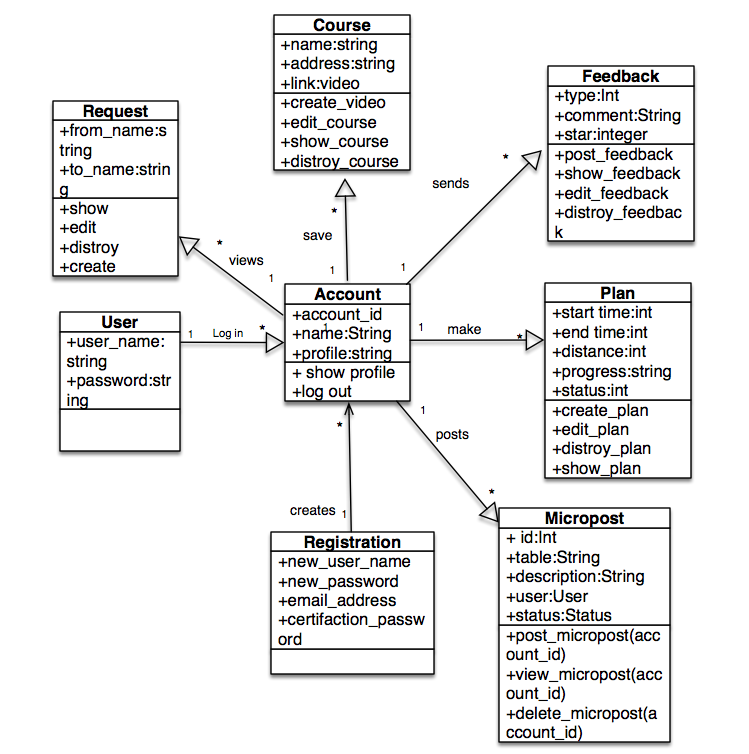 Course
+name:string
+address:string
+link:video
+create_video
+edit_course
+show_course
+distroy_course
Feedback
+type:Int
+comment:String
+star:integer
+post_feedback
+show_feedback
+edit_feedback
+distroy_feedbac
k
Request
+from_name:s
tring
+to_name:strin
g
+show
+edit
+distroy
+create
* views 1
* save 1
* sends 1
User
+user_name:
string
+password:str
ing
1 Log in *
Account
+account_id
1
+name:String
+profile:string
+ show profile
+log out
1 make *
Plan
+start time:int
+end time:int
+distance:int
+progress:string
+status:int
+create_plan
+edit_plan
+distroy_plan
+show_plan
1
posts
*
*
creates 1
Registration
+new_user_name
+new_password
+email_address
+certifaction_passw
ord
Micropost
+ id:Int
+table:String
+description:String
+user:User
+status:Status
+post_micropost(acc
ount_id)
+view_micropost(acc
ount_id)
+delete_micropost(a
ccount_id)